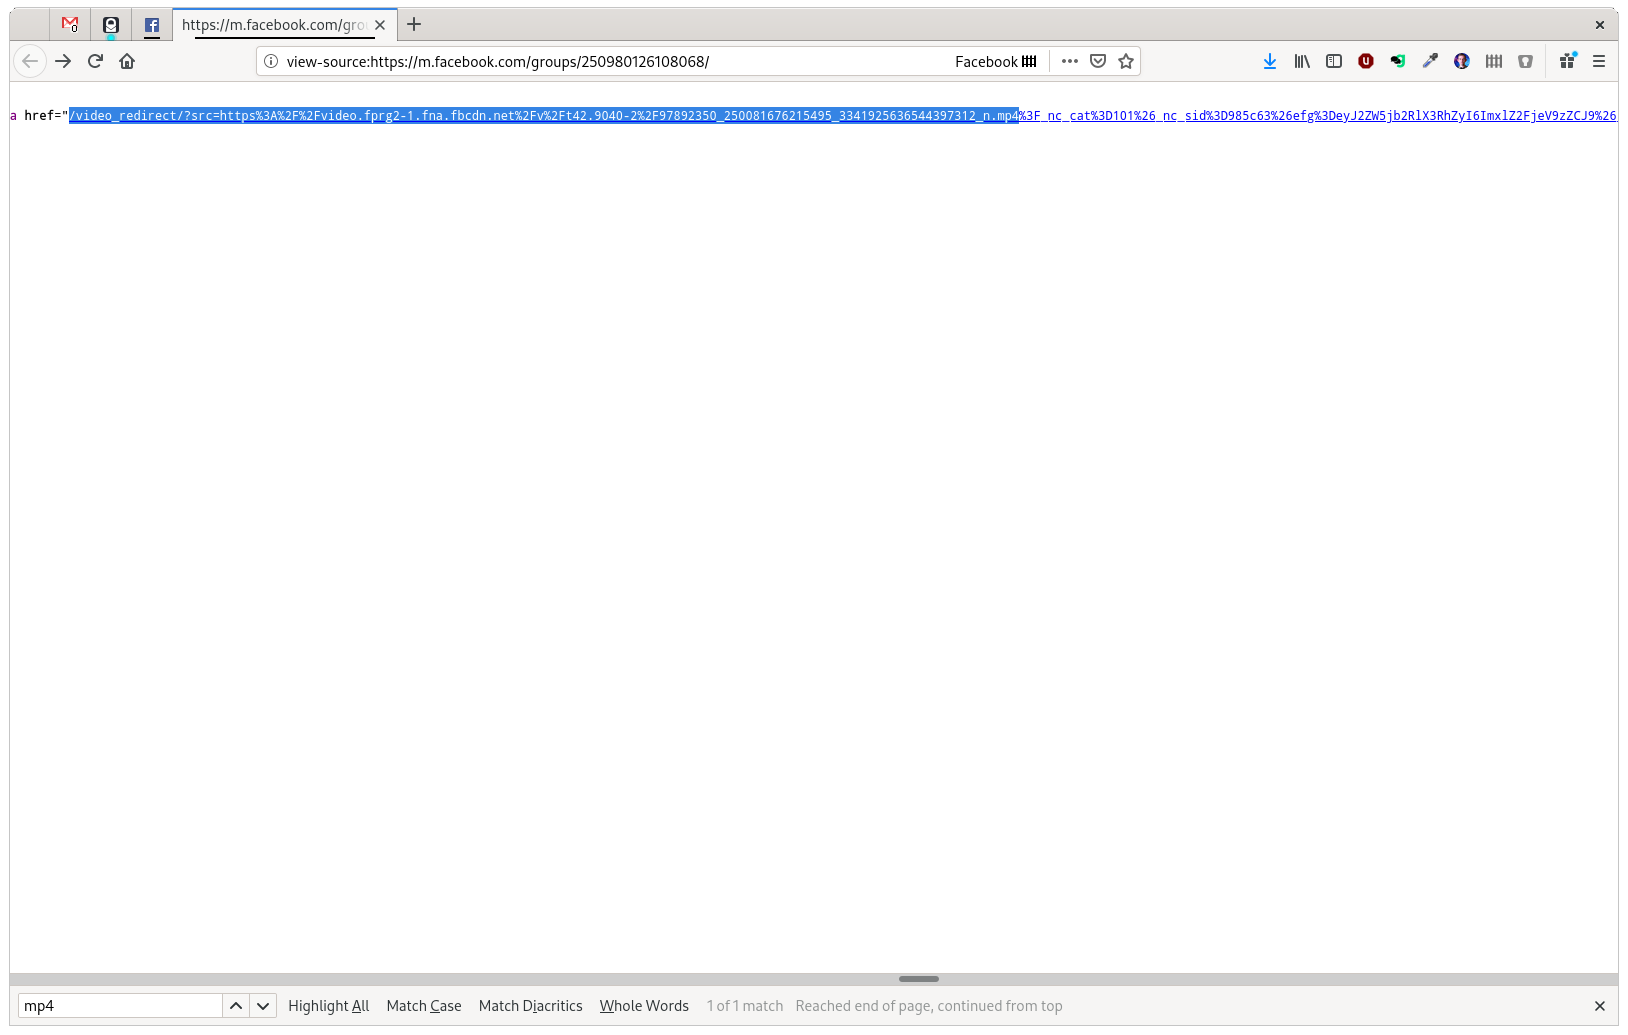 https://m.facebook.com/gro
view-source:https://m.facebook.com/groups/250980126108068/ Facebook
a href="/video_redirect/?src=https%3A%2F%2Fvideo.fprg2-1.fna.fbcdn.net%2Fv%2Ft42.9040-2%2F97892350_250081676215495_3341925636544397312_n.mp4%3F_nc_cat%3D101%26_nc_sid%3D985c63%26efg%3DeyJ2ZW5jb2RlX3RhZyI6ImxlZ2FjeV9zZCJ9%26
mp4 Highlight All Match Case Match Diacritics Whole Words 1 of 1 match Reached end of page, continued from top